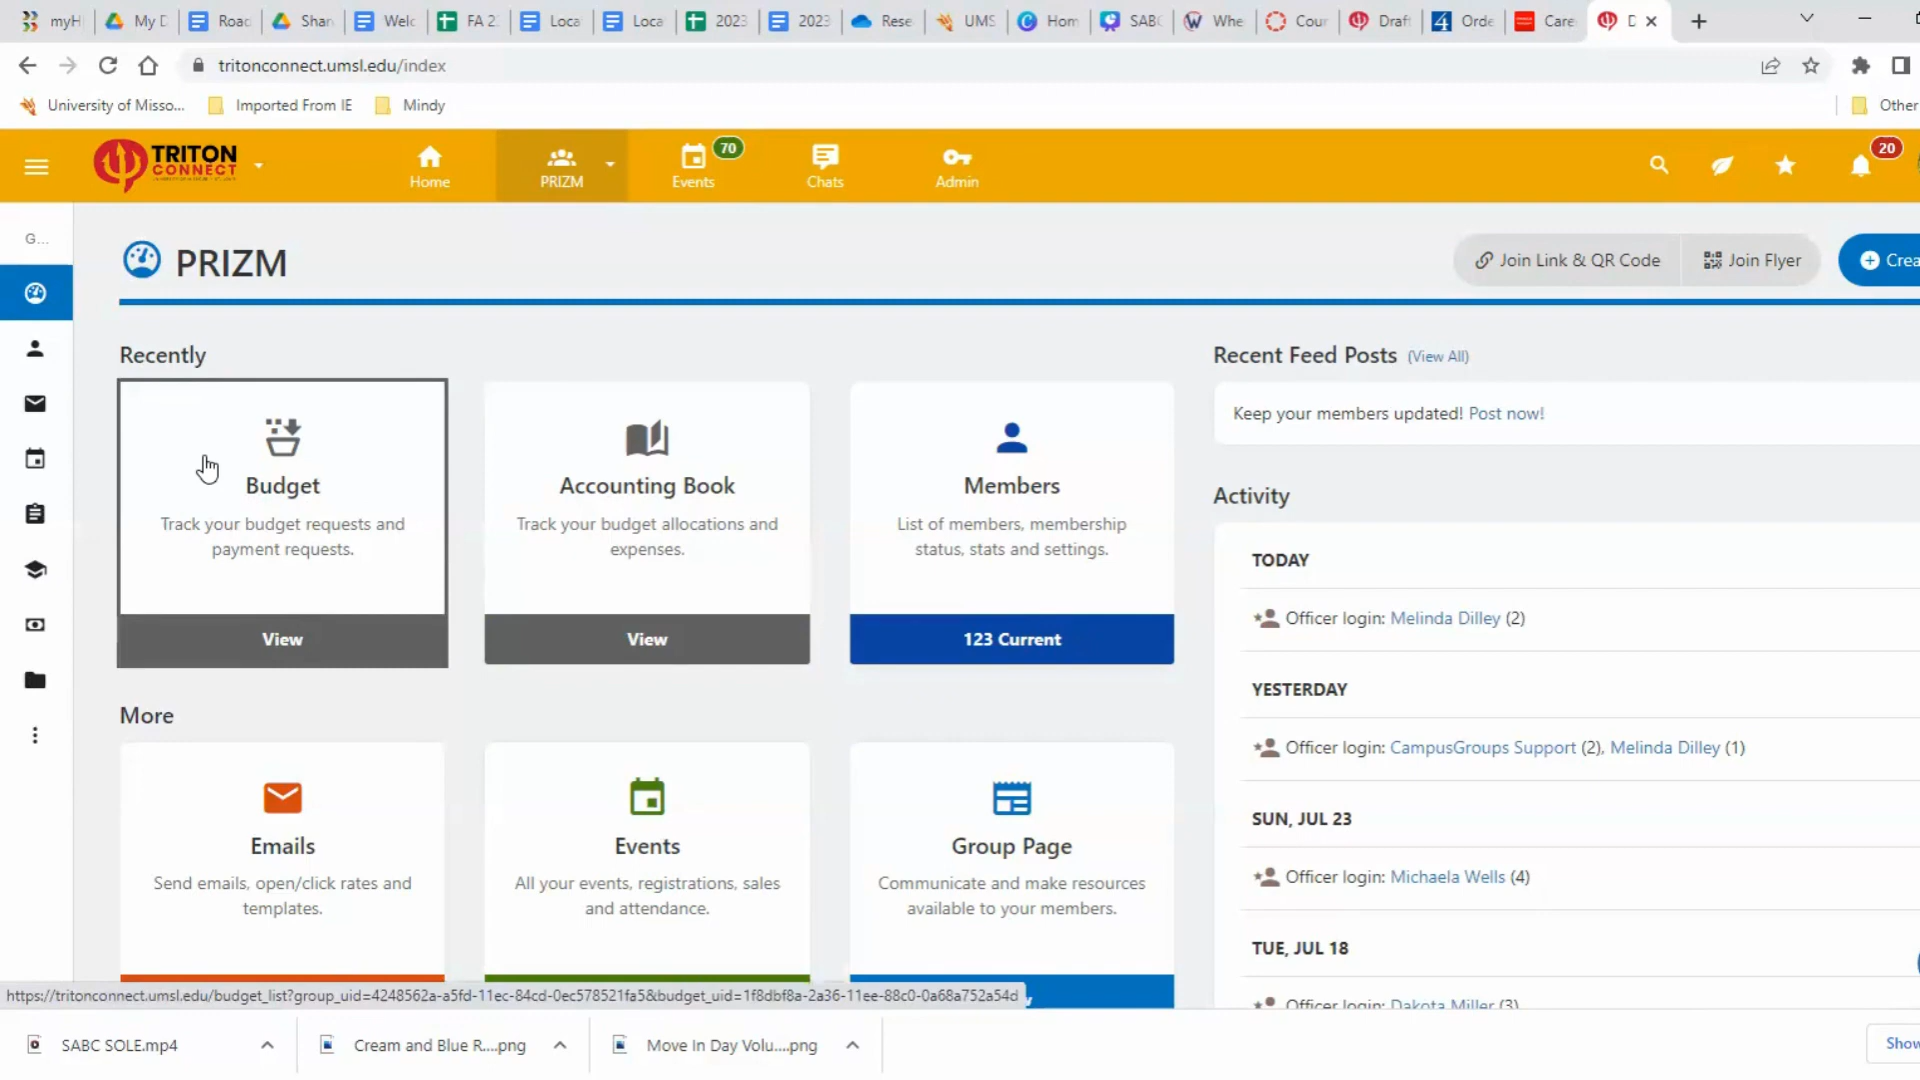 myH
My D
Road
Shar
Welc
FA 2
Loca
Loca
2023
2023
Rese
UMS
Hom
SABC
Whe
Cour
Draft
Orde
Care
tritonconnect.umsl.edu/index
University of Misso...
Imported From IE
Mindy
Other
TRITON
CONNECT
Home
PRIZM
Events
70
Chats
Admin
20
G...
PRIZM
Join Link & QR Code
Join Flyer
Crea
Recently
Budget
Track your budget requests and
payment requests.
View
Accounting Book
Track your budget allocations and
expenses.
View
Members
List of members, membership
status, stats and settings.
123 Current
Recent Feed Posts (View All)
Keep your members updated! Post now!
Activity
TODAY
Officer login: Melinda Dilley (2)
YESTERDAY
Officer login: CampusGroups Support (2), Melinda Dilley (1)
SUN, JUL 23
Officer login: Michaela Wells (4)
TUE, JUL 18
Officer login: Dakota Miller (3)
More
Emails
Send emails, open/click rates and
templates.
Events
All your events, registrations, sales
and attendance.
Group Page
Communicate and make resources
available to your members.
https://tritonconnect.umsl.edu/budget_list?group_uid=4248562a-a5fd-11ec-84cd-0ec578521fa5&budget_uid=1f8dbf8a-2a36-11ee-88c0-0a68a752a54d
SABC SOLE.mp4
Cream and Blue R....png
Move In Day Volu....png
Show